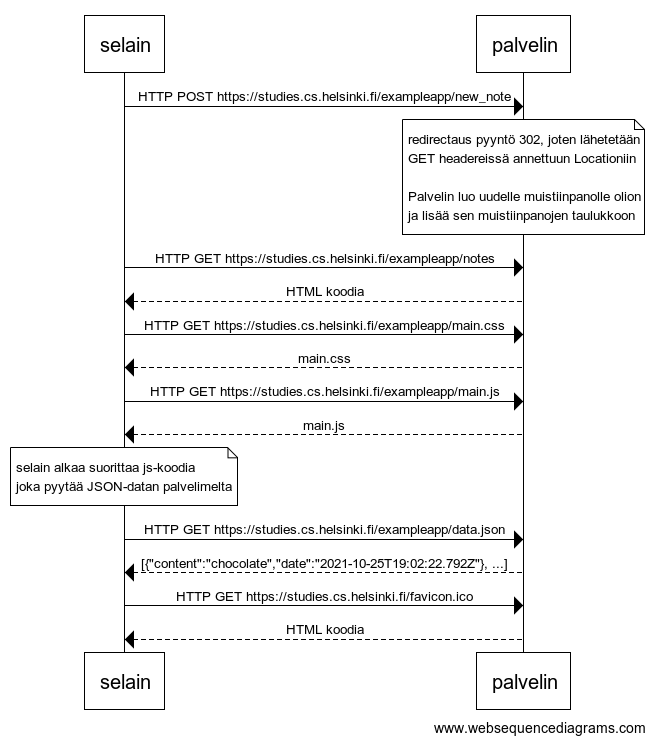 selain
palvelin
HTTP POST https://studies.cs.helsinki.fi/exampleapp/new_note
redirectaus pyyntö 302, joten lähetetään
GET headereissä annettuun Locationiin
Palvelin luo uudelle muistiinpanolle olion
ja lisää sen muistiinpanojen taulukkoon
HTTP GET https://studies.cs.helsinki.fi/exampleapp/notes
HTML koodia
HTTP GET https://studies.cs.helsinki.fi/exampleapp/main.css
main.css
HTTP GET https://studies.cs.helsinki.fi/exampleapp/main.js
main.js
selain alkaa suorittaa js-koodia
joka pyytää JSON-datan palvelimelta
HTTP GET https://studies.cs.helsinki.fi/exampleapp/data.json
[{"content":"chocolate","date":"2021-10-25T19:02:22.792Z"}, ...]
HTTP GET https://studies.cs.helsinki.fi/favicon.ico
HTML koodia
selain
palvelin
www.websequencediagrams.com